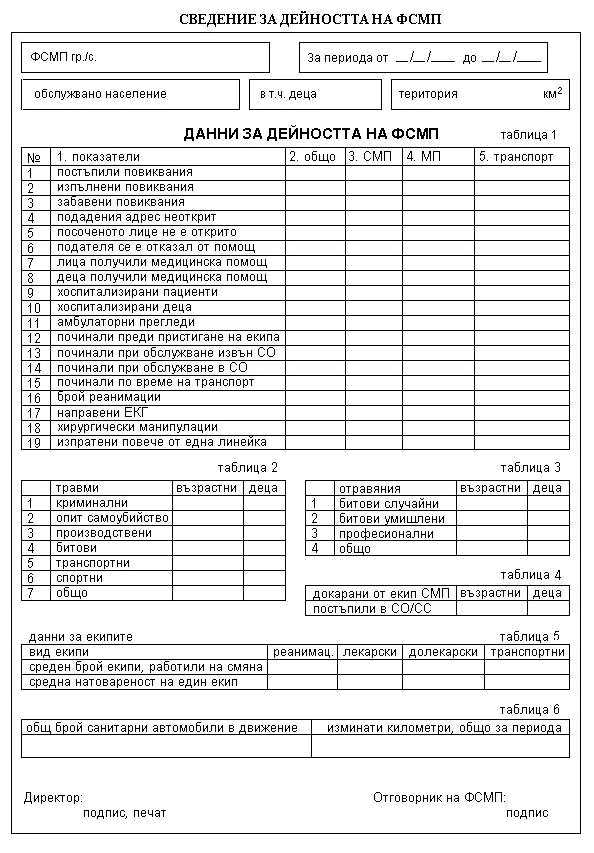 СВЕДЕНИЕ ЗА ДЕЙНОСТТА НА ФСМП
ФСМП гр./с.
За периода от __/__/____ до __/__/____
обслужвано население
в т.ч. деца
територия км2
ДАННИ ЗА ДЕЙНОСТТА НА ФСМП таблица 1
№ 1. показатели 2. общо 3. СМП 4. МП 5. транспорт
1 постъпили повиквания
2 изпълнени повиквания
3 забавени повиквания
4 подадения адрес неоткрит
5 посоченото лице не е открито
6 подателя се е отказал от помощ
7 лица получили медицинска помощ
8 деца получили медицинска помощ
9 хоспитализирани пациенти
10 хоспитализирани деца
11 амбулаторни прегледи
12 починали преди пристигане на екипа
13 починали при обслужване извън СО
14 починали при обслужване в СО
15 починали по време на транспорт
16 брой реанимации
17 направени ЕКГ
18 хирургически манипулации
19 изпратени повече от една линейка
таблица 2
травми възрастни деца
1 криминални
2 опит самоубийство
3 производствени
4 битови
5 транспортни
6 спортни
7 общо
таблица 3
отравяния възрастни деца
1 битови случайни
2 битови умишлени
3 професионални
4 общо
таблица 4
докарани от екип СМП възрастни деца
постъпили в СО/СС
данни за екипите таблица 5
вид екипи реанимац. лекарски долекарски транспортни
среден брой екипи, работили на смяна
средна натовареност на един екип
таблица 6
общ брой санитарни автомобили в движение изминати километри, общо за периода
Директор: Отговорник на ФСМП:
подпис, печат подпис